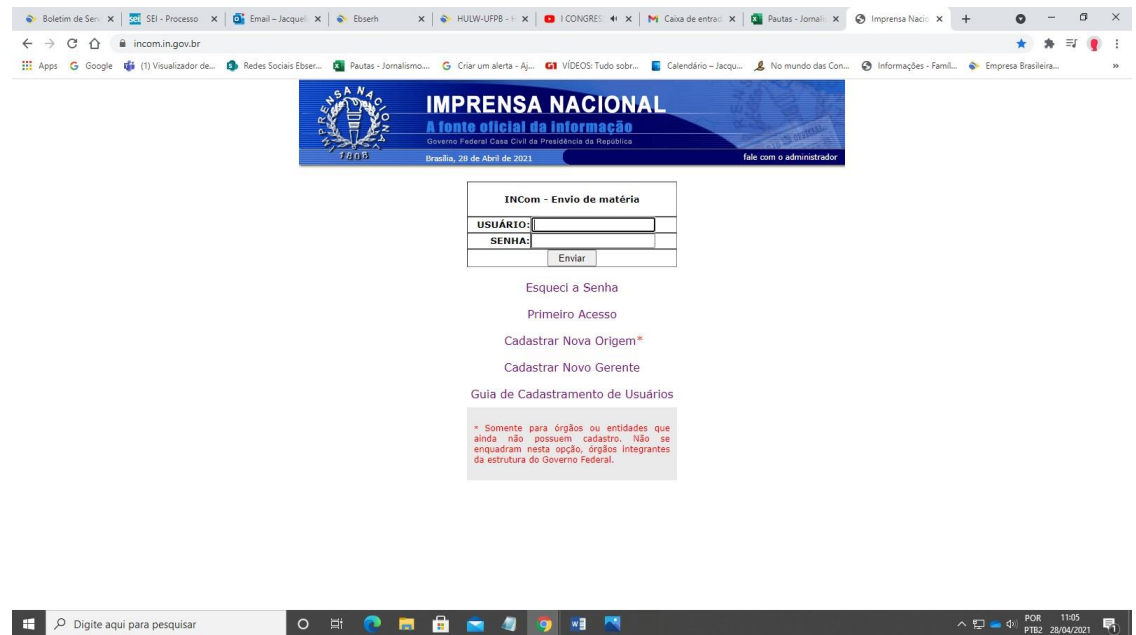 Boletim de Serv
SEI - Processo
Email – Jacqueli
Ebserh
HULW-UFPB - H
I CONGRES
Caixa de entrad
Pautas - Jornalis
Imprensa Nacio
incom.in.gov.br
Apps
Google
(1) Visualizador de...
Redes Sociais Ebser...
Pautas - Jornalismo...
Criar um alerta - Aj...
VÍDEOS: Tudo sobr...
Calendário – Jacqu...
No mundo das Con...
Informações - Famíl...
Empresa Brasileira...
IMPRENSA NACIONAL
1808
IMPRENSA NACIONAL
A fonte oficial da informação
Governo Federal Casa Civil da Presidência da República
Brasília, 28 de Abril de 2021
fale com o administrador
INCom - Envio de matéria
USUÁRIO:
SENHA:
Enviar
Esqueci a Senha
Primeiro Acesso
Cadastrar Nova Origem*
Cadastrar Novo Gerente
Guia de Cadastramento de Usuários
* Somente para órgãos ou entidades que
ainda não possuem cadastro. Não se
enquadram nesta opção, órgãos integrantes
da estrutura do Governo Federal.
Digite aqui para pesquisar
POR
PTB2
11:05
28/04/2021